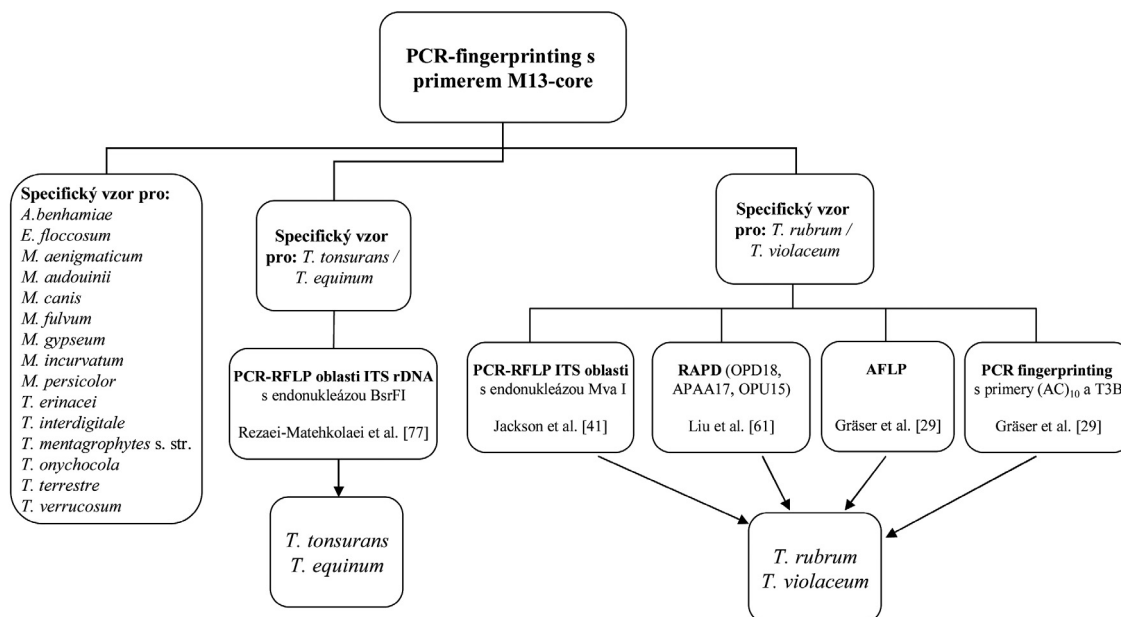 PCR-fingerprinting s
primerem M13-core
Specifický vzor pro:
A.benhamiae
E. floccosum
M. aenigmaticum
M. audouinii
M. canis
M. fulvum
M. gypseum
M. incurvatum
M. persicolor
T. erinacei
T. interdigitale
T. mentagrophytes s. str.
T. onychocola
T. terrestre
T. verrucosum
Specifický vzor
pro: T. tonsurans /
T. equinum
PCR-RFLP oblasti ITS rDNA
s endonukleázou BsrFI
Rezaei-Matehkolaei et al. [77]
T. tonsurans
T. equinum
Specifický vzor
pro: T. rubrum /
T. violaceum
PCR-RFLP ITS oblasti
s endonukleázou Mva I
Jackson et al. [41]
RAPD (OPD18,
APAA17, OPU15)
Liu et al. [61]
AFLP
Gräser et al. [29]
PCR fingerprinting
s primery (AC)₁₀ a T3B
Gräser et al. [29]
T. rubrum
T. violaceum